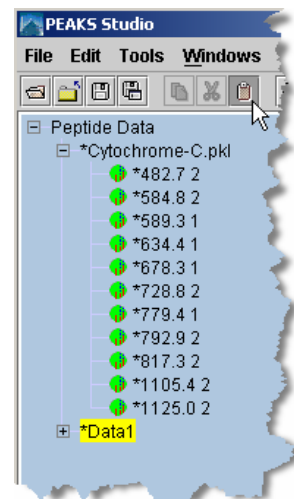 PEAKS Studio
File Edit Tools Windows
Peptide Data
*Cytochrome-C.pkl
*482.7 2
*584.8 2
*589.3 1
*634.4 1
*678.3 1
*728.8 2
*779.4 1
*792.9 2
*817.3 2
*1105.4 2
*1125.0 2
*Data1